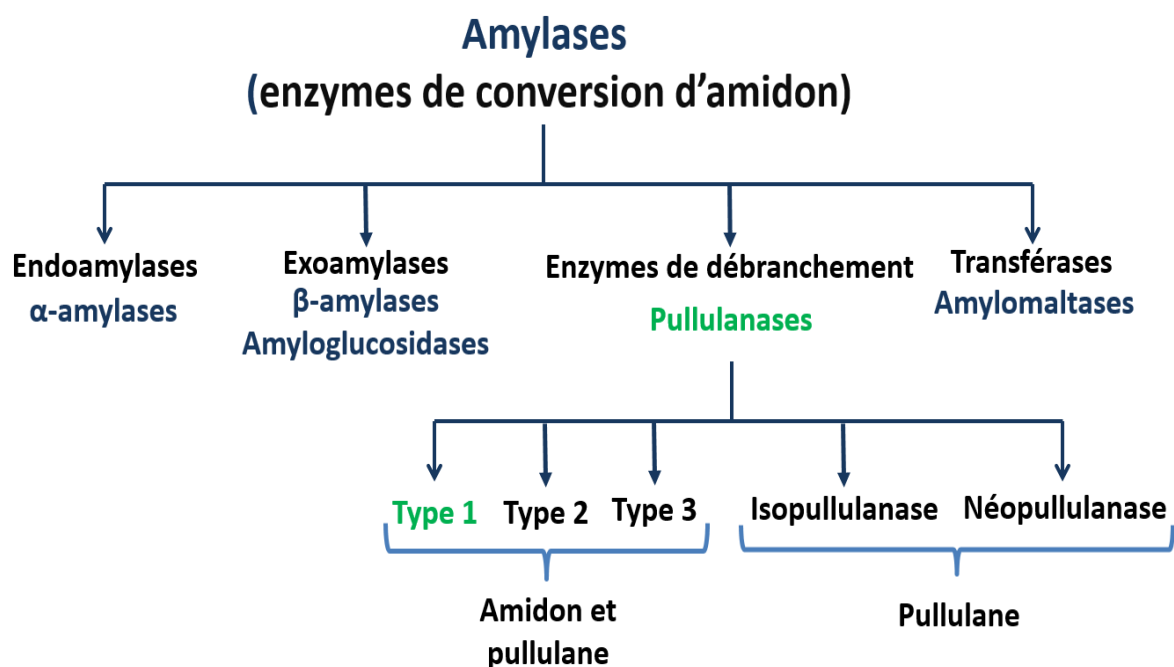 Amylases
(enzymes de conversion d’amidon)
Endoamylases
α-amylases
Exoamylases
β-amylases
Amyloglucosidases
Enzymes de débranchement
Pullulanases
Transférases
Amylomaltases
Type 1
Type 2
Type 3
Isopullulanase
Néopullulanase
Amidon et
pullulane
Pullulane